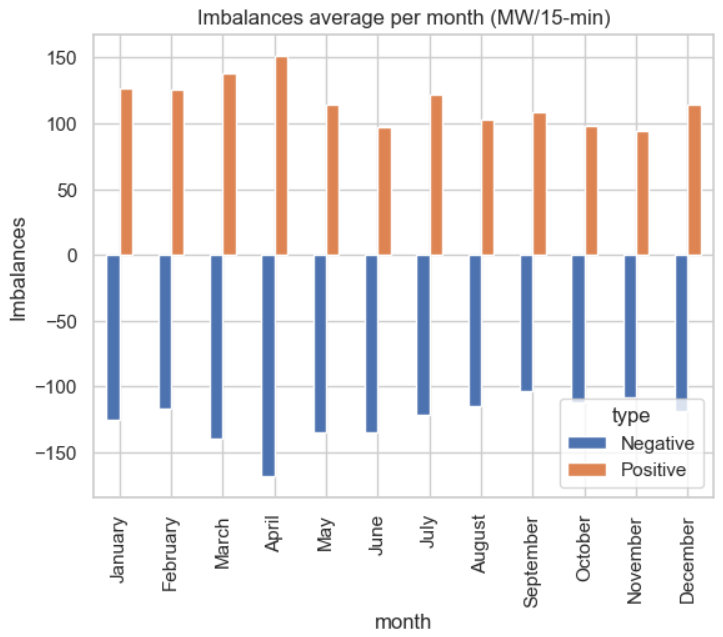 Imbalances average per month (MW/15-min)
150
100
50
0
−50
−100
−150
Imbalances
January
February
March
April
May
June
July
August
September
October
November
December
month
type
Negative
Positive